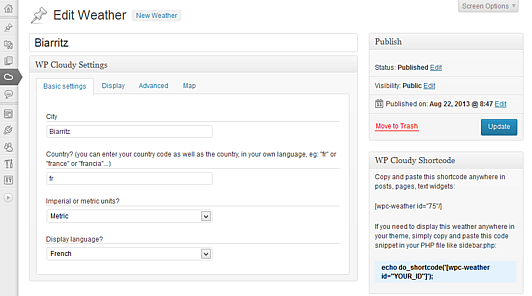 Screen Options
Edit Weather
New Weather
Biarritz
WP Cloudy Settings
Basic settings
Display
Advanced
Map
City
Biarritz
Country? (you can enter your country code as well as the country, in your own language, eg: "fr" or
"france" or "francia"...)
fr
Imperial or metric units?
Metric
Display language?
French
Publish
Status: Published Edit
Visibility: Public Edit
Published on: Aug 22, 2013 @ 8:47 Edit
Move to Trash
Update
WP Cloudy Shortcode
Copy and paste this shortcode anywhere in
posts, pages, text widgets:
[wpc-weather id="75"/]
If you need to display this weather anywhere in
your theme, simply copy and paste this code
snippet in your PHP file like sidebar.php:
echo do_shortcode('[wpc-weather
id="YOUR_ID"]');